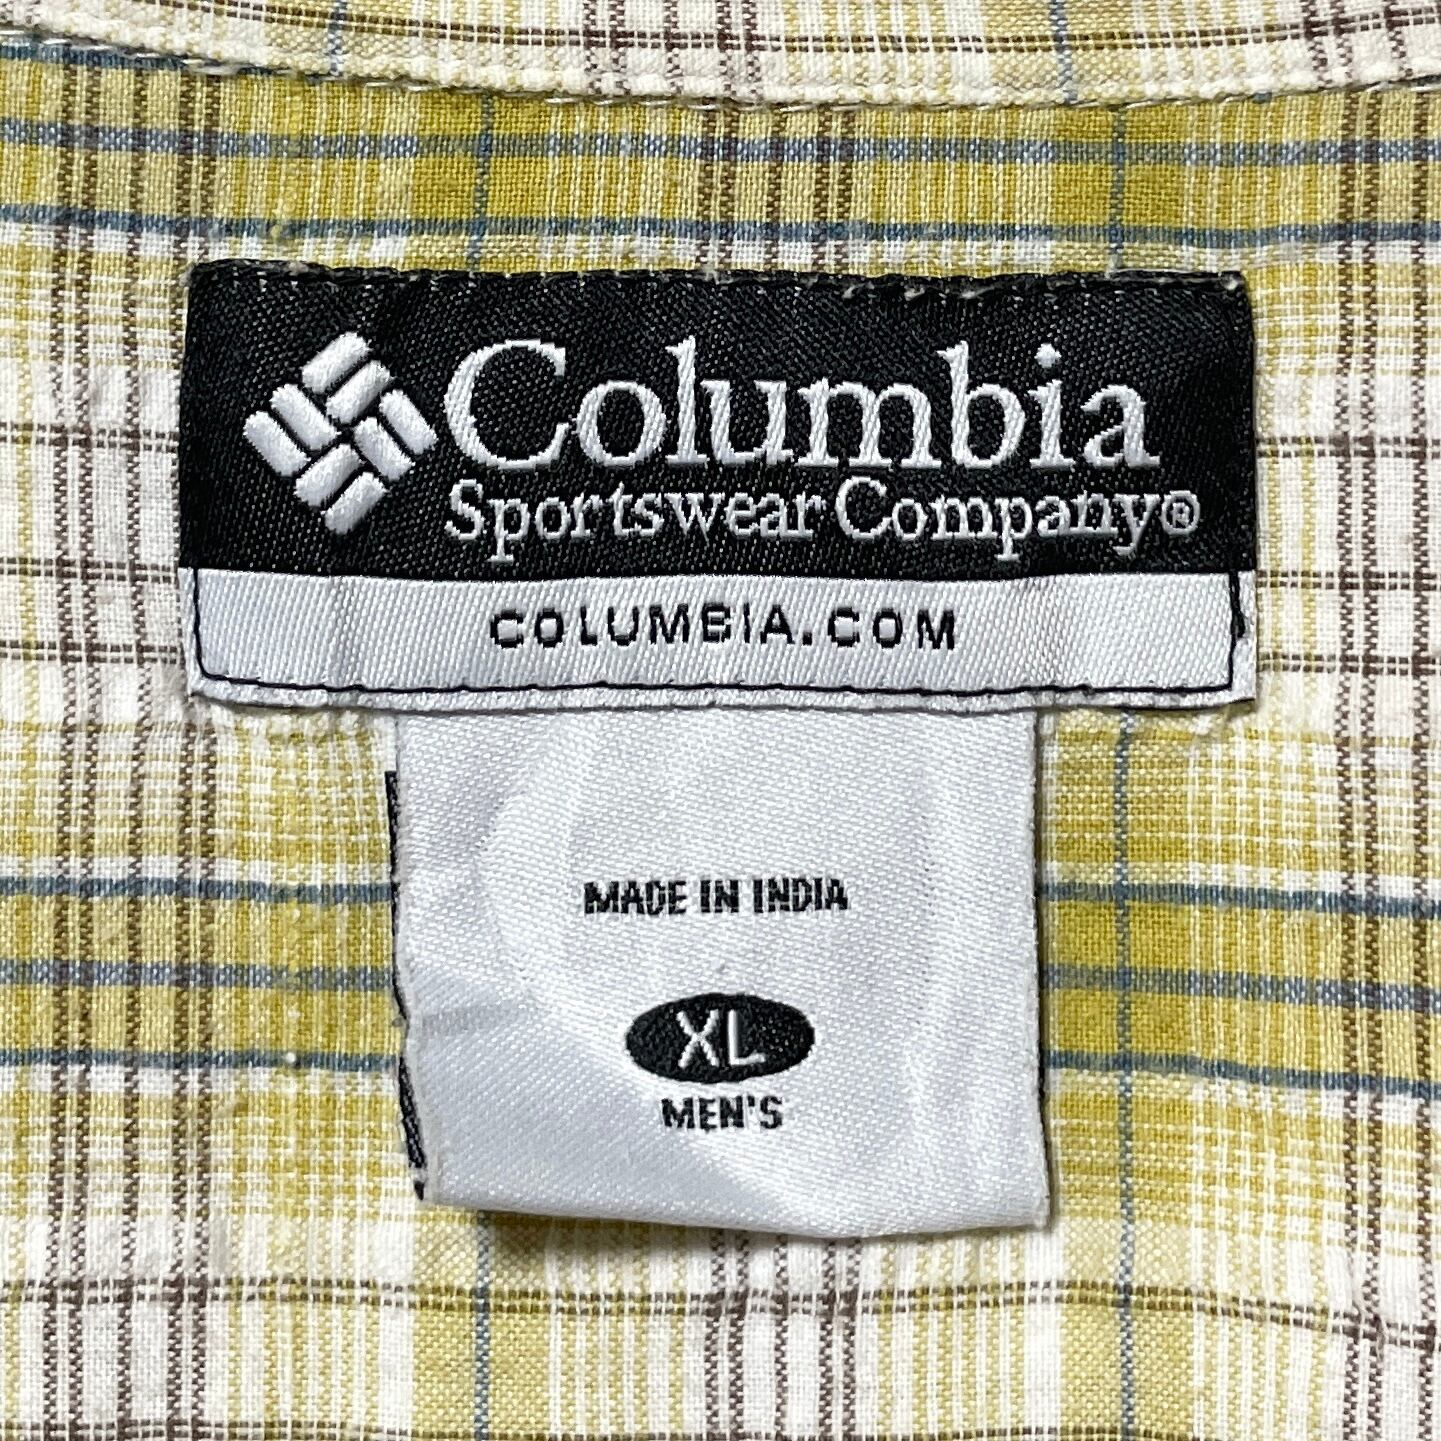 Columbia
Sportswear Company®
COLUMBIA.COM
MADE IN INDIA
XL
MEN'S